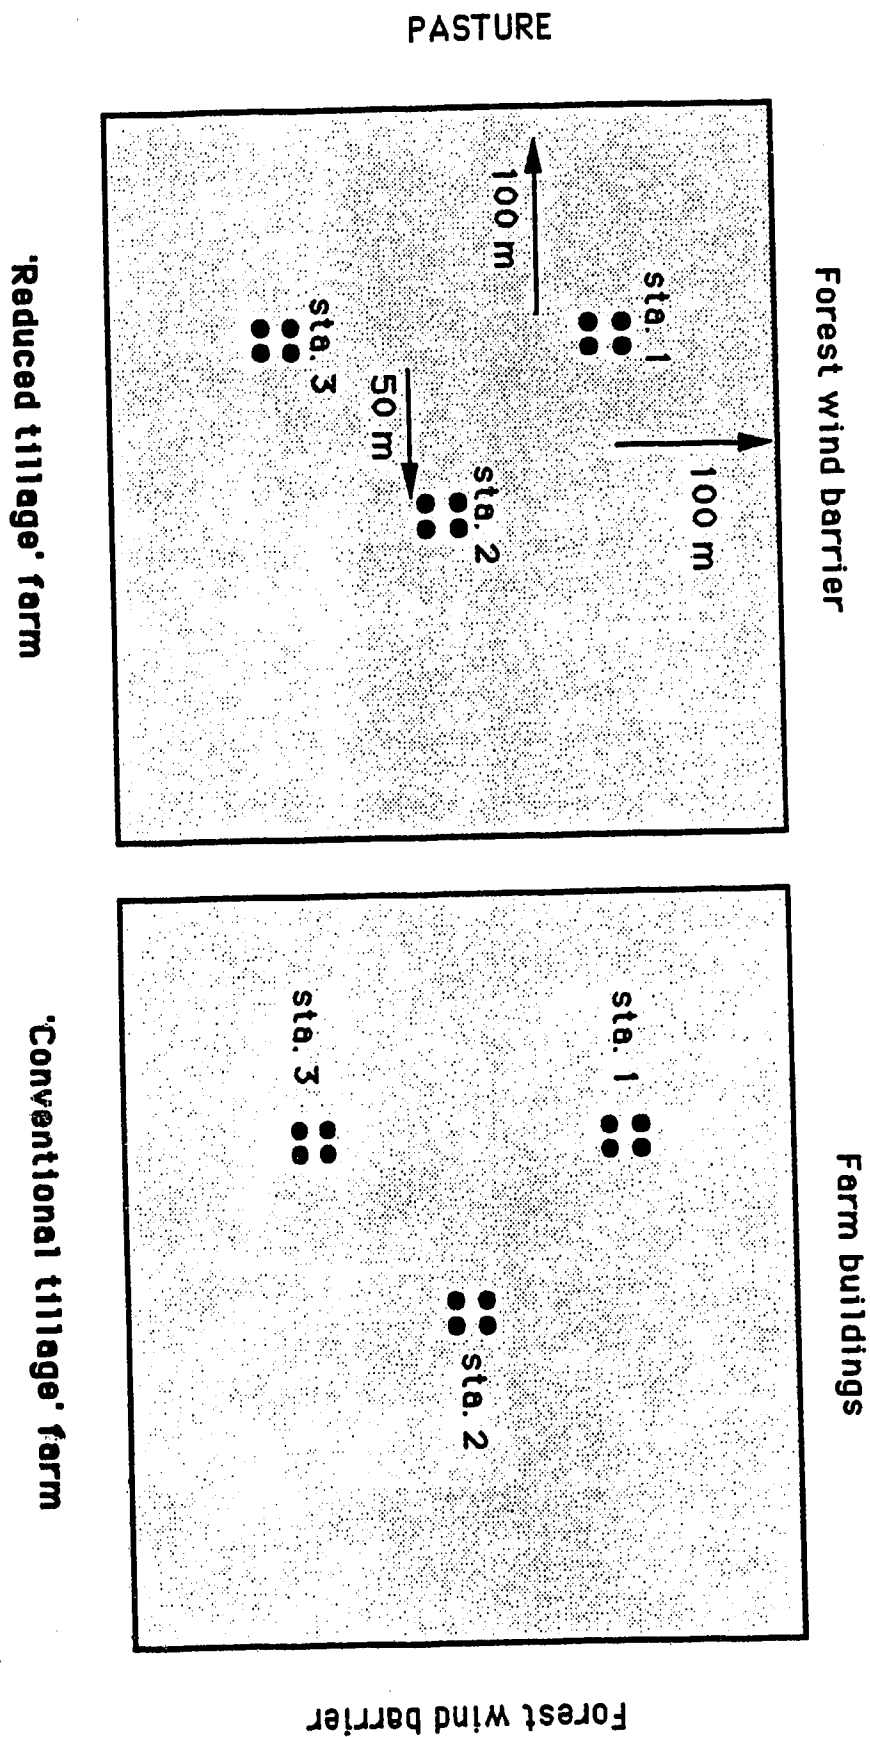 PASTURE
Forest wind barrier
100 m
100 m
sta. 1
50 m
sta. 2
sta. 3
'Reduced tillage' farm
Farm buildings
sta. 1
sta. 2
sta. 3
'Conventional tillage' farm
Forest wind barrier